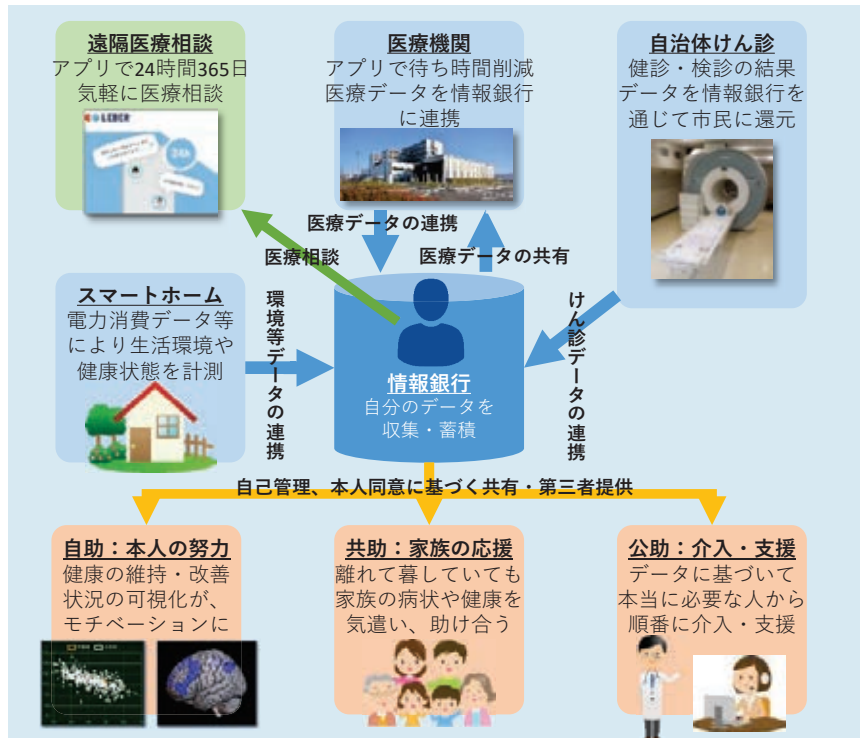 遠隔医療相談
アプリで24時間365日
気軽に医療相談
LEBER
24h
医療機関
アプリで待ち時間削減
医療データを情報銀行
に連携
自治体けん診
健診・検診の結果
データを情報銀行を
通じて市民に還元
医療データの連携
医療相談
医療データの共有
スマートホーム
電力消費データ等
により生活環境や
健康状態を計測
環境等データの連携
情報銀行
自分のデータを
収集・蓄積
けん診データの連携
自己管理、本人同意に基づく共有・第三者提供
自助:本人の努力
健康の維持・改善
状況の可視化が、
モチベーションに
共助:家族の応援
離れて暮していても
家族の病状や健康を
気遣い、助け合う
公助:介入・支援
データに基づいて
本当に必要な人から
順番に介入・支援